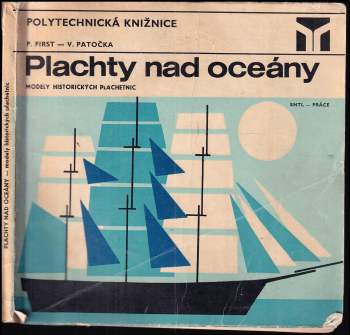 POLYTECHNICKÁ KNIŽNICE
P. FIRST — V. PATOČKA
Plachty nad oceány
MODELY HISTORICKÝCH PLACHETNIC
SNTL — PRÁCE
PLACHTY NAD OCEÁNY — modely historických plachetnic